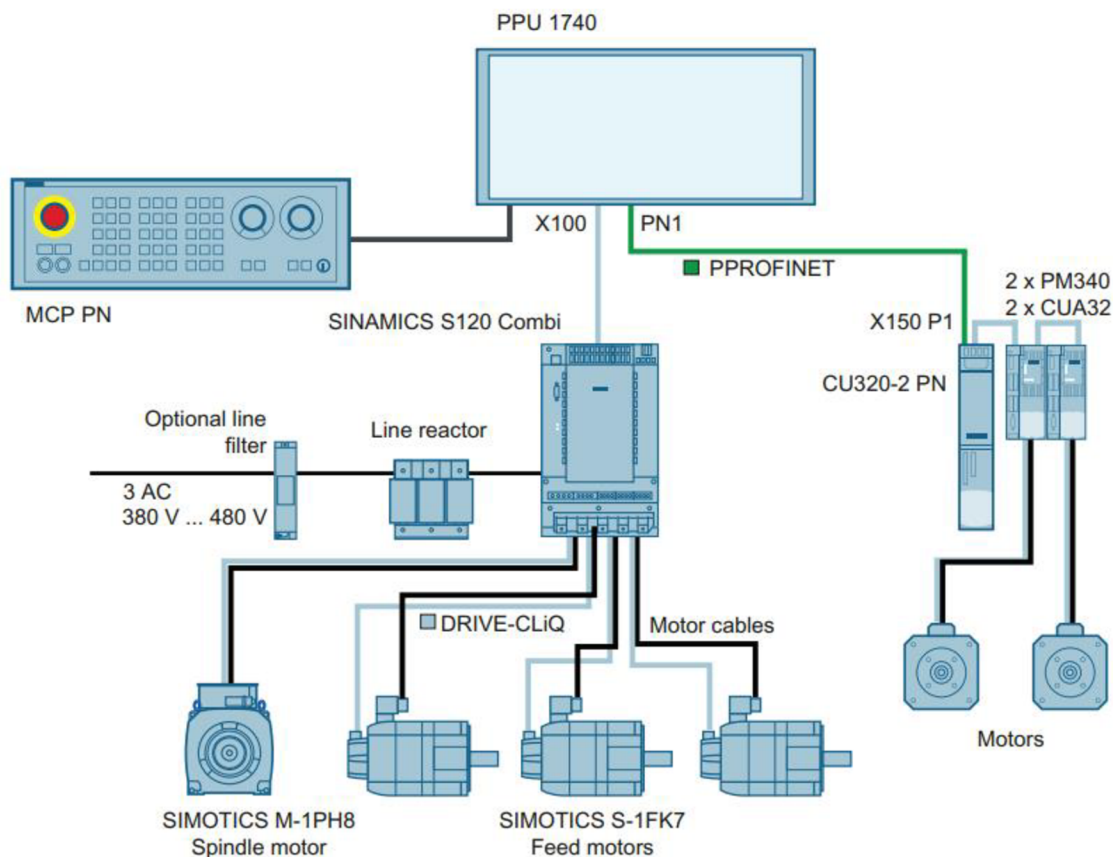 PPU 1740
X100
PN1
PPROFINET
MCP PN
SINAMICS S120 Combi
2 x PM340
2 x CUA32
X150 P1
CU320-2 PN
Optional line
filter
Line reactor
3 AC
380 V ... 480 V
DRIVE-CLiQ
Motor cables
Motors
SIMOTICS M-1PH8
Spindle motor
SIMOTICS S-1FK7
Feed motors